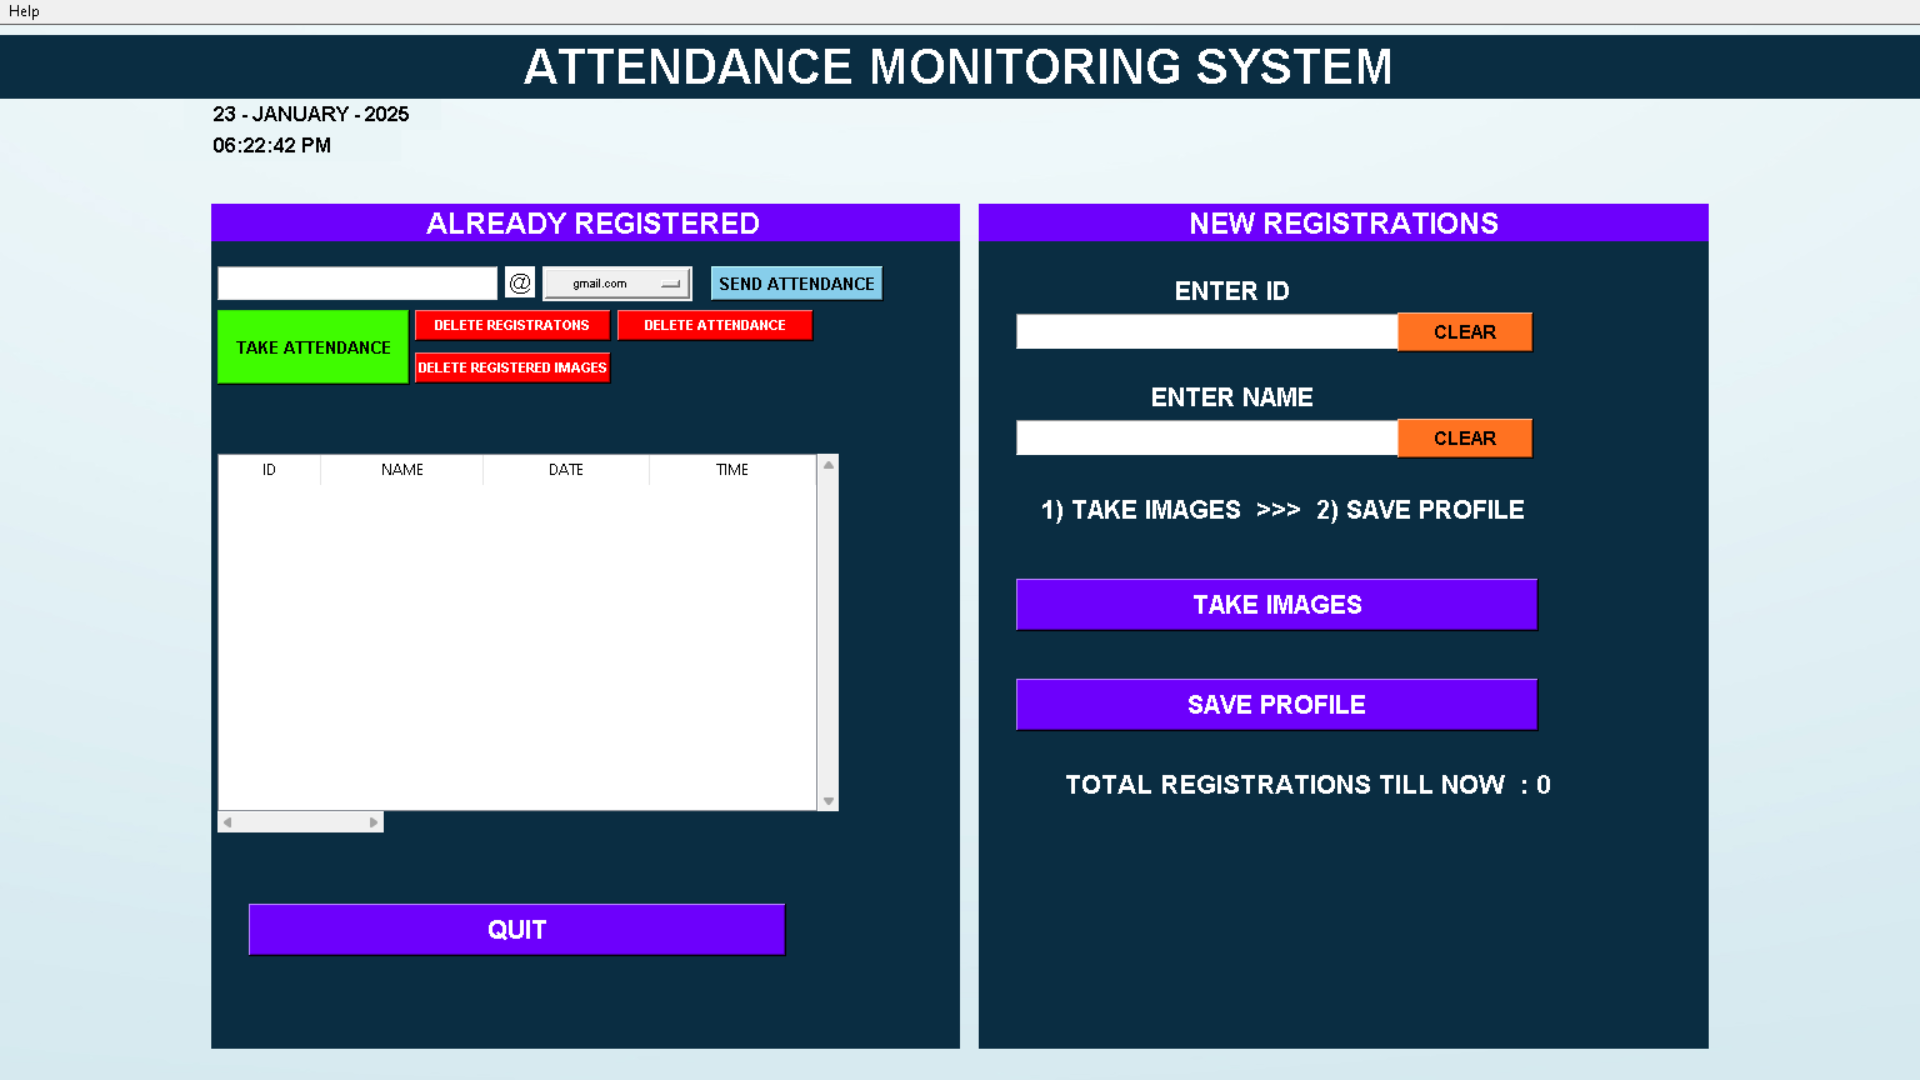 Help
ATTENDANCE MONITORING SYSTEM
23 - JANUARY - 2025
06:22:42 PM
ALREADY REGISTERED
@ gmail.com SEND ATTENDANCE
TAKE ATTENDANCE
DELETE REGISTRATONS DELETE ATTENDANCE
DELETE REGISTERED IMAGES
ID NAME DATE TIME
QUIT
NEW REGISTRATIONS
ENTER ID
CLEAR
ENTER NAME
CLEAR
1) TAKE IMAGES >>> 2) SAVE PROFILE
TAKE IMAGES
SAVE PROFILE
TOTAL REGISTRATIONS TILL NOW : 0